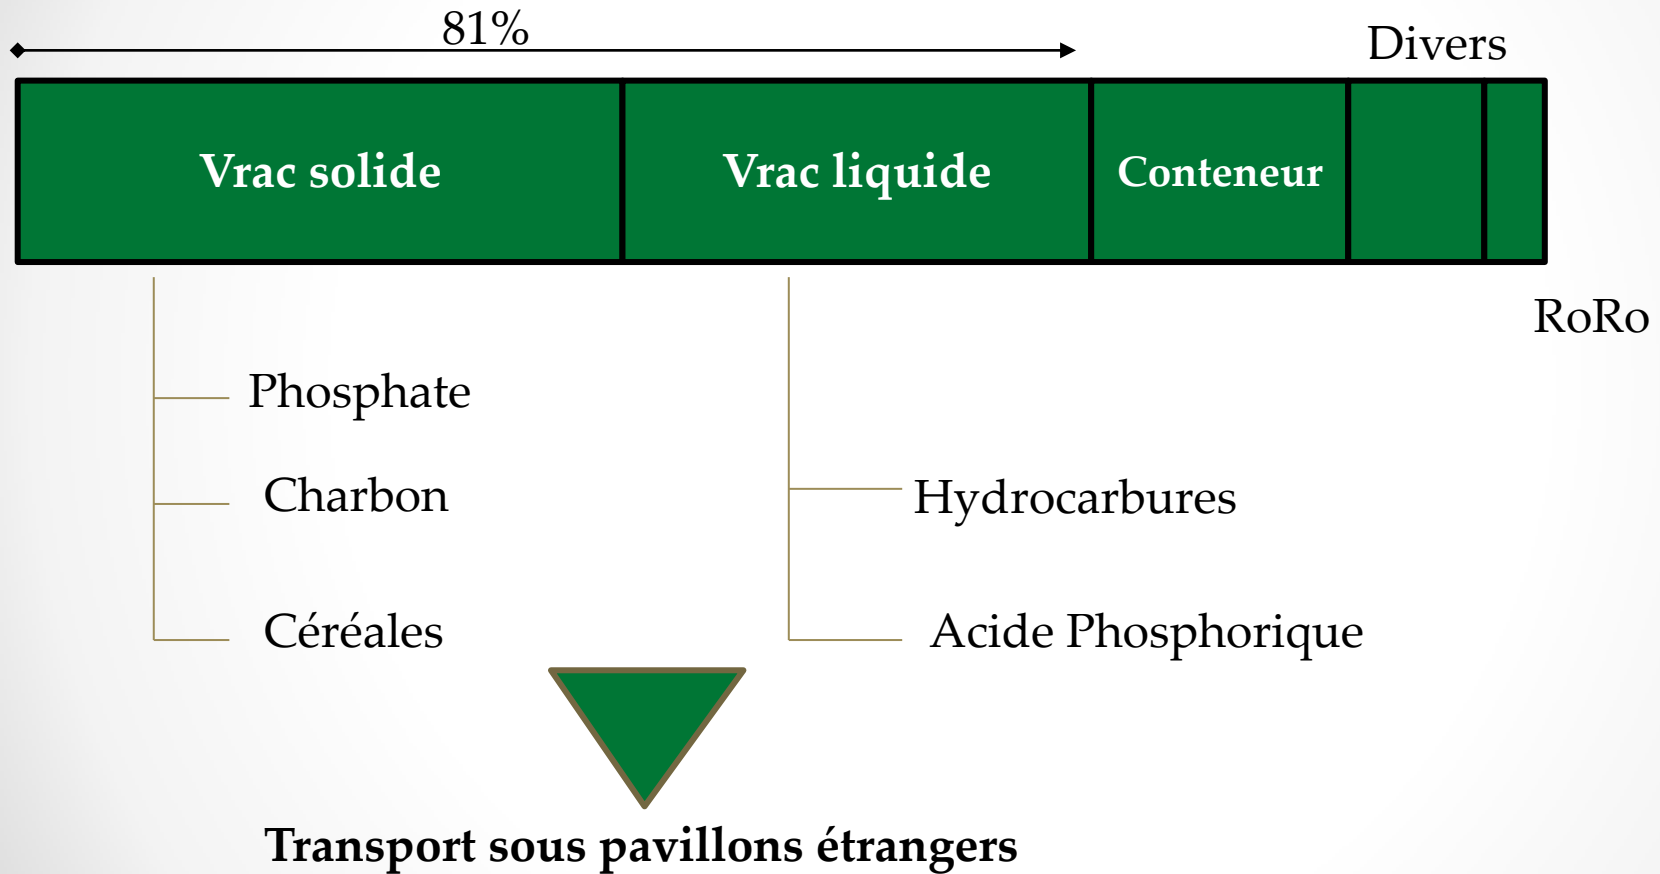 81%
Divers
Vrac solide
Vrac liquide
Conteneur
RoRo
Phosphate
Charbon
Hydrocarbures
Céréales
Acide Phosphorique
Transport sous pavillons étrangers